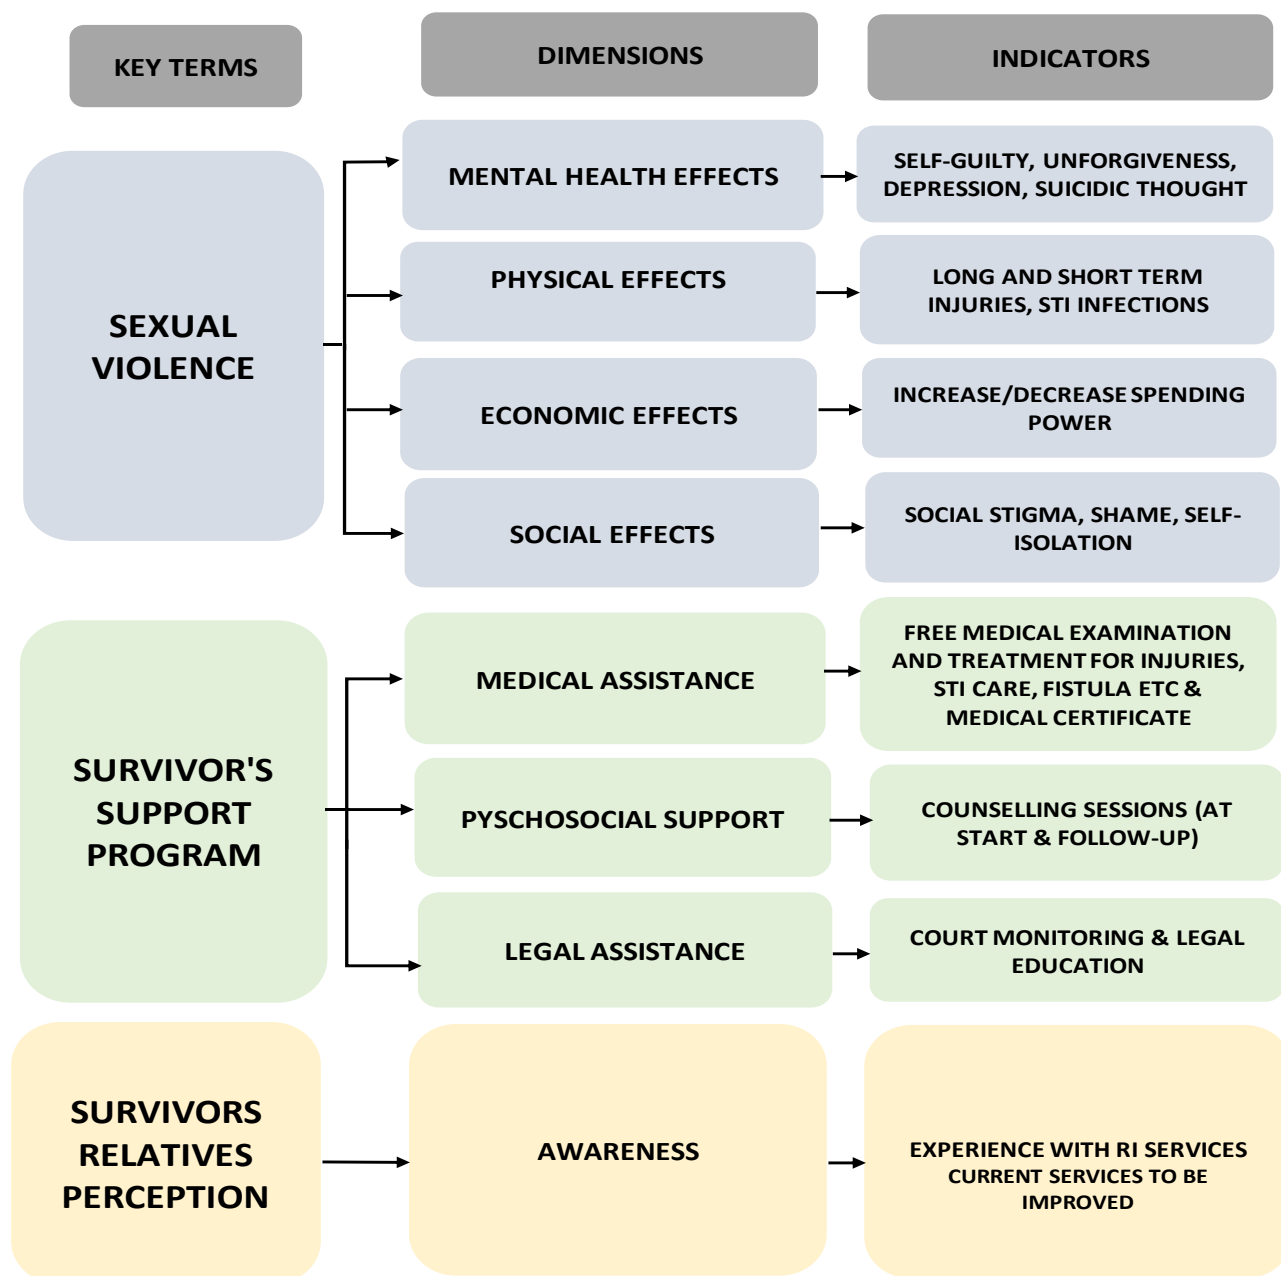 KEY TERMS
DIMENSIONS
INDICATORS
SEXUAL
VIOLENCE
MENTAL HEALTH EFFECTS
SELF-GUILTY, UNFORGIVENESS,
DEPRESSION, SUICIDIC THOUGHT
PHYSICAL EFFECTS
LONG AND SHORT TERM
INJURIES, STI INFECTIONS
ECONOMIC EFFECTS
INCREASE/DECREASE SPENDING
POWER
SOCIAL EFFECTS
SOCIAL STIGMA, SHAME, SELF-
ISOLATION
SURVIVOR'S
SUPPORT
PROGRAM
MEDICAL ASSISTANCE
FREE MEDICAL EXAMINATION
AND TREATMENT FOR INJURIES,
STI CARE, FISTULA ETC &
MEDICAL CERTIFICATE
PYSCHOSOCIAL SUPPORT
COUNSELLING SESSIONS (AT
START & FOLLOW-UP)
LEGAL ASSISTANCE
COURT MONITORING & LEGAL
EDUCATION
SURVIVORS
RELATIVES
PERCEPTION
AWARENESS
EXPERIENCE WITH RI SERVICES
CURRENT SERVICES TO BE
IMPROVED